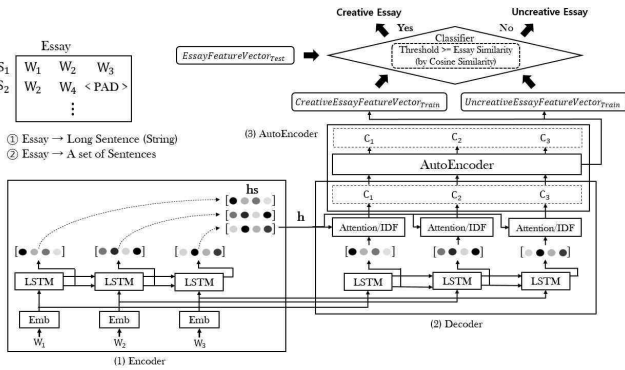 Creative Essay
Uncreative Essay
Yes
No
Classifier
Threshold >= Essay Similarity
(by Cosine Similarity)
EssayFeatureVector_Test
CreativeEssayFeatureVector_Train
UncreativeEssayFeatureVector_Train
Essay
S₁ W₁ W₂ W₃
S₂ W₂ W₄ < PAD >
⋮
① Essay → Long Sentence (String)
② Essay → A set of Sentences
(3) AutoEncoder
C₁ C₂ C₃
AutoEncoder
C₁ C₂ C₃
hs
h
Attention/IDF Attention/IDF Attention/IDF
LSTM LSTM LSTM
LSTM LSTM LSTM
Emb Emb Emb
W₁ W₂ W₃
(1) Encoder
(2) Decoder